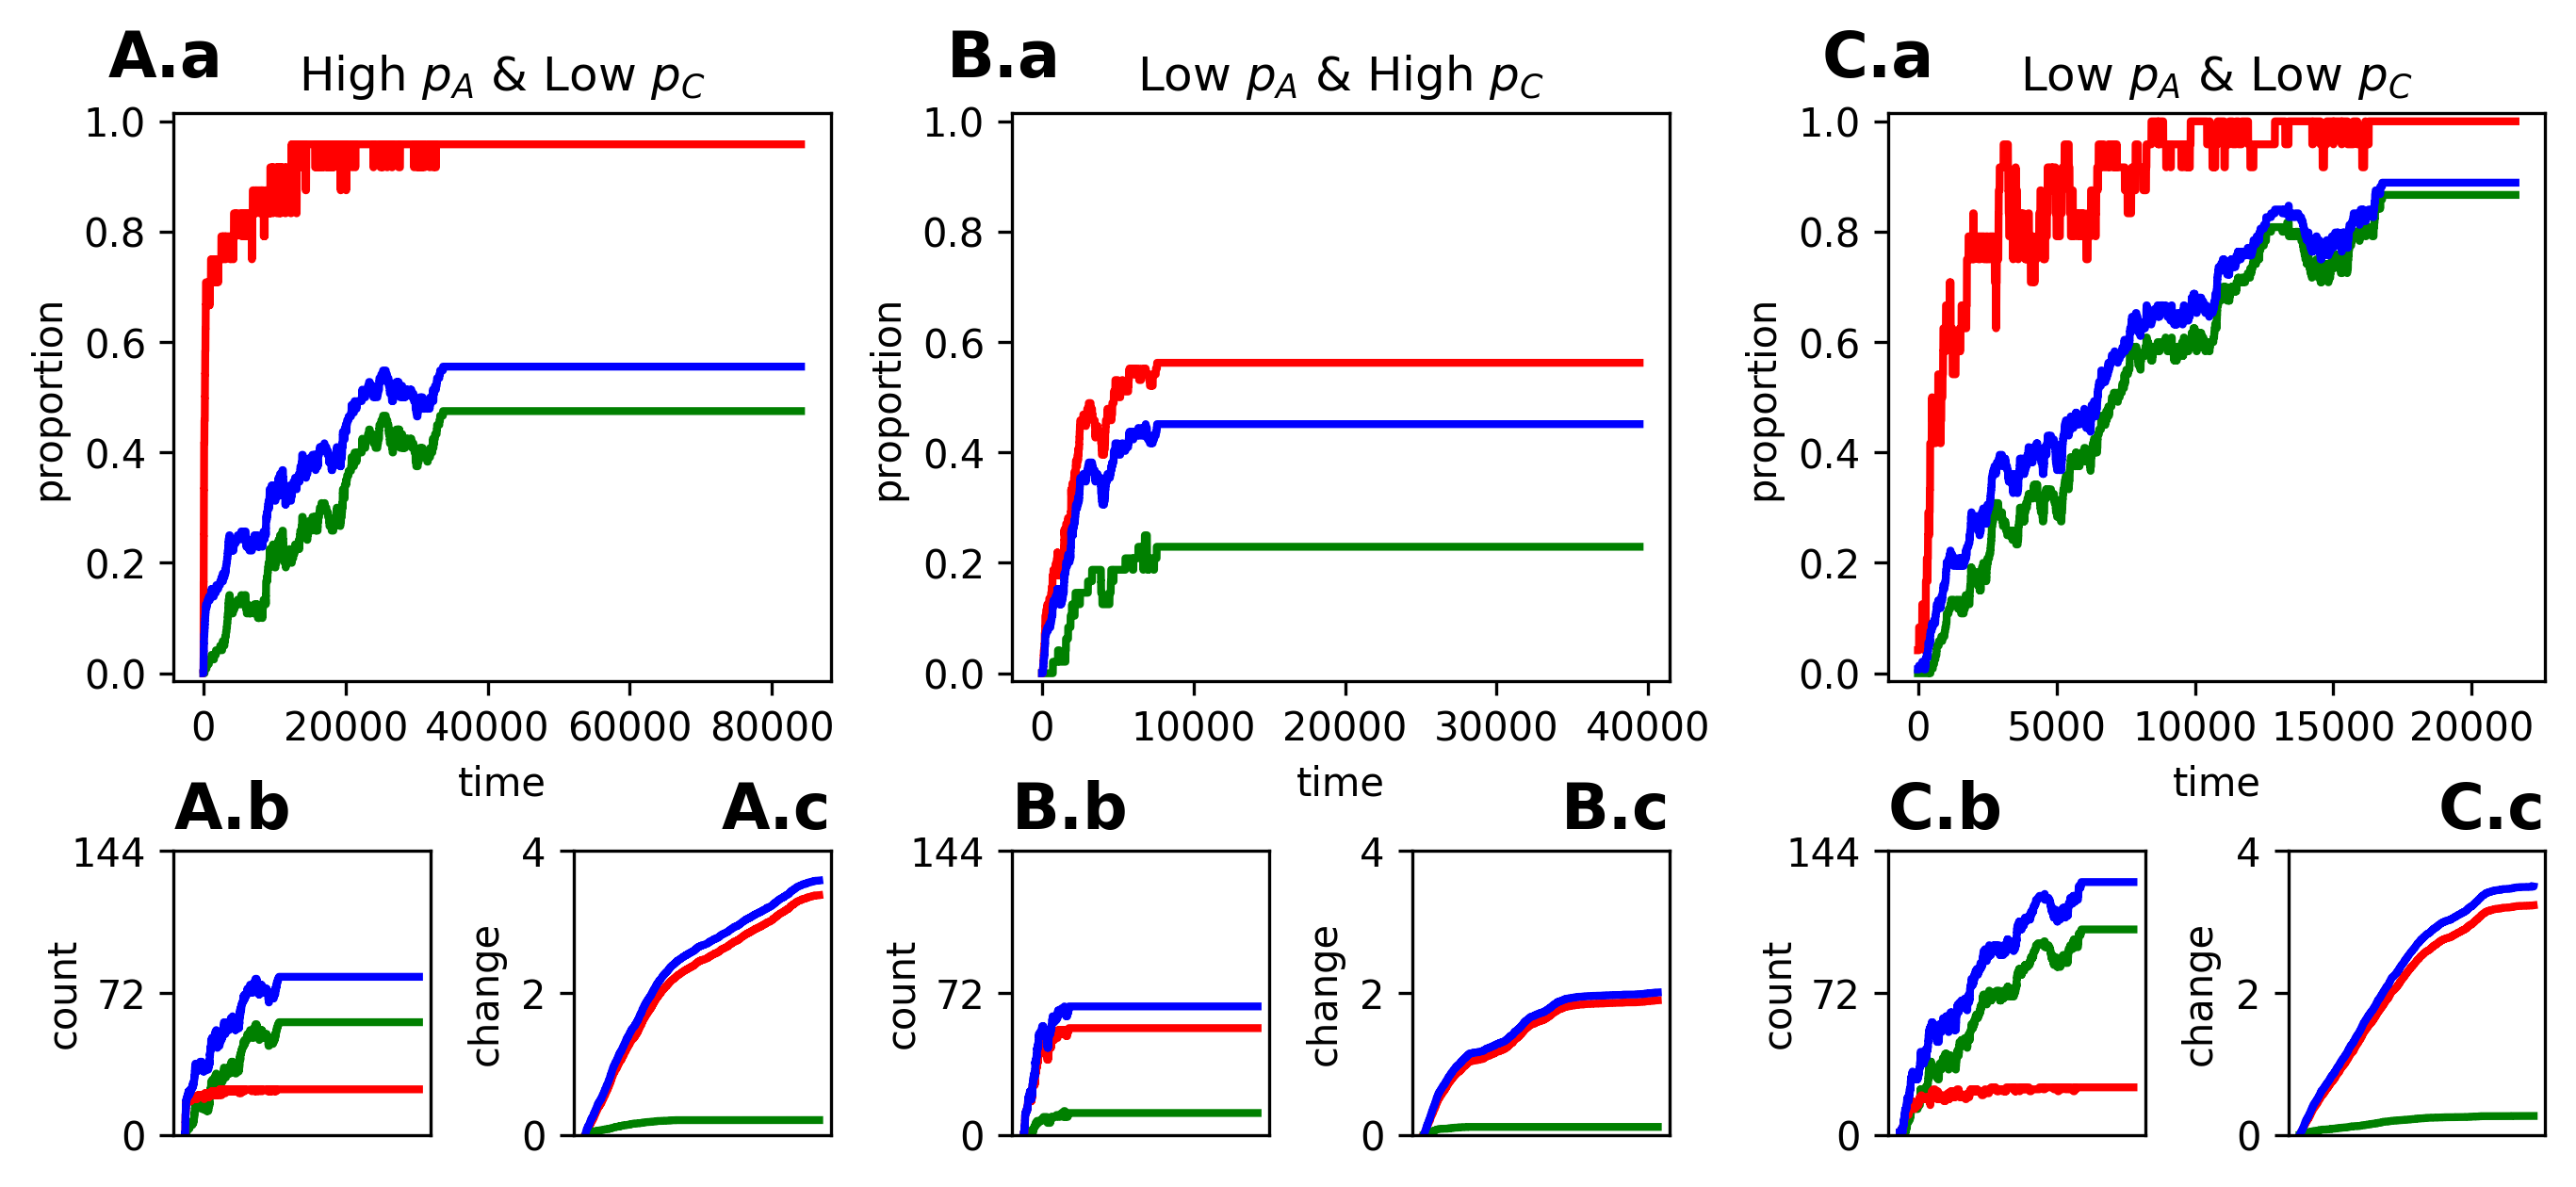 A.a
High p_A & Low p_C
1.0
0.8
0.6
0.4
0.2
0.0
proportion
0 20000 40000 60000 80000
time
B.a
Low p_A & High p_C
1.0
0.8
0.6
0.4
0.2
0.0
proportion
0 10000 20000 30000 40000
time
C.a
Low p_A & Low p_C
1.0
0.8
0.6
0.4
0.2
0.0
proportion
0 5000 10000 15000 20000
time
A.b
144
72
0
count
A.c
4
2
0
change
B.b
144
72
0
count
B.c
4
2
0
change
C.b
144
72
0
count
C.c
4
2
0
change